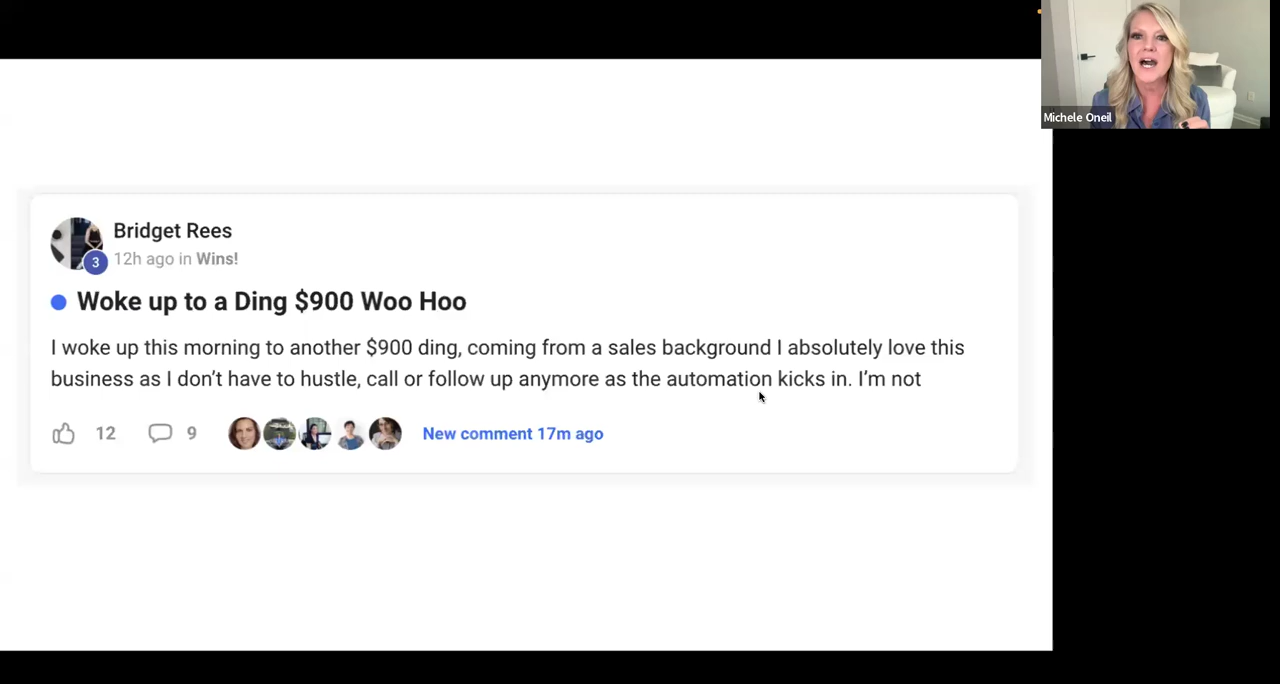 Michele Oneil
Bridget Rees
3
12h ago in Wins!
Woke up to a Ding $900 Woo Hoo
I woke up this morning to another $900 ding, coming from a sales background I absolutely love this
business as I don’t have to hustle, call or follow up anymore as the automation kicks in. I’m not
12 9 New comment 17m ago